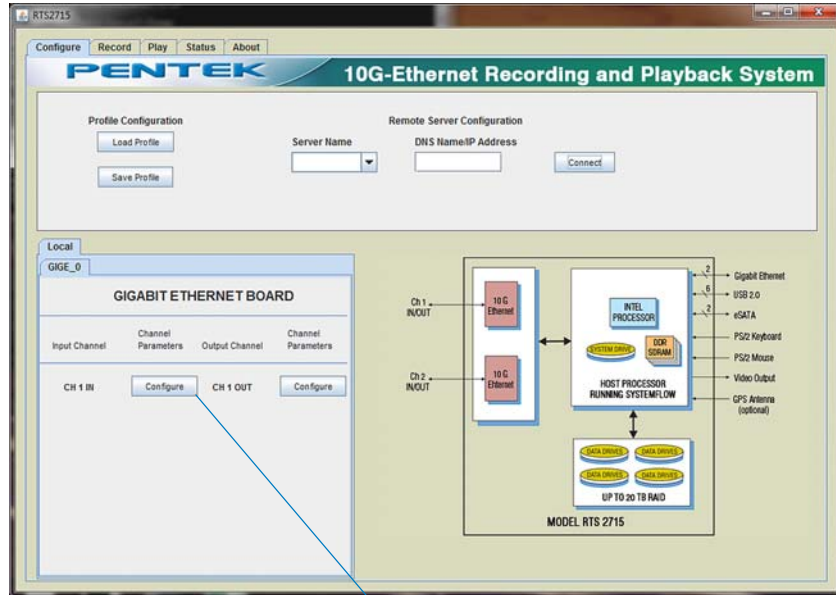 RTS2715
Configure Record Play Status About
PENTEK 10G-Ethernet Recording and Playback System
Profile Configuration Remote Server Configuration
Load Profile Server Name DNS Name/IP Address
Connect
Save Profile
Local
GIGE_0
GIGABIT ETHERNET BOARD
Input Channel Channel Parameters Output Channel Channel Parameters
CH 1 IN Configure CH 1 OUT Configure
Ch 1
IN/OUT
10 G
Ethernet
Ch 2
IN/OUT
10 G
Ethernet
INTEL
PROCESSOR
SYSTEM DRIVE
DDR
SDRAM
HOST PROCESSOR
RUNNING SYSTEMFLOW
2 Gigabit Ethernet
6 USB 2.0
2 eSATA
PS/2 Keyboard
PS/2 Mouse
Video Output
GPS Antenna
(optional)
DATA DRIVES DATA DRIVES
DATA DRIVES DATA DRIVES
UP TO 20 TB RAID
MODEL RTS 2715